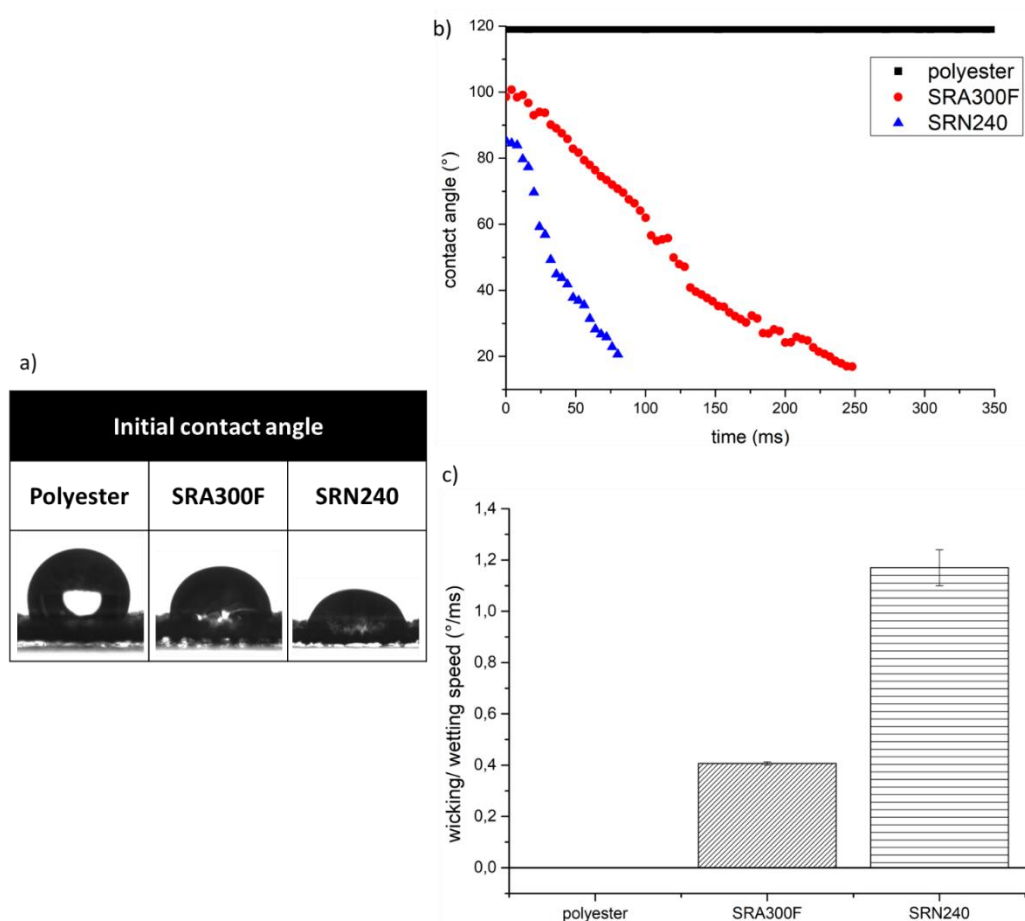 a)
Initial contact angle
Polyester SRA300F SRN240
b)
120
100
80
60
40
20
contact angle (°)
polyester
SRA300F
SRN240
0 50 100 150 200 250 300 350
time (ms)
c)
1,4
1,2
1,0
0,8
0,6
0,4
0,2
0,0
wicking/ wetting speed (°/ms)
polyester SRA300F SRN240